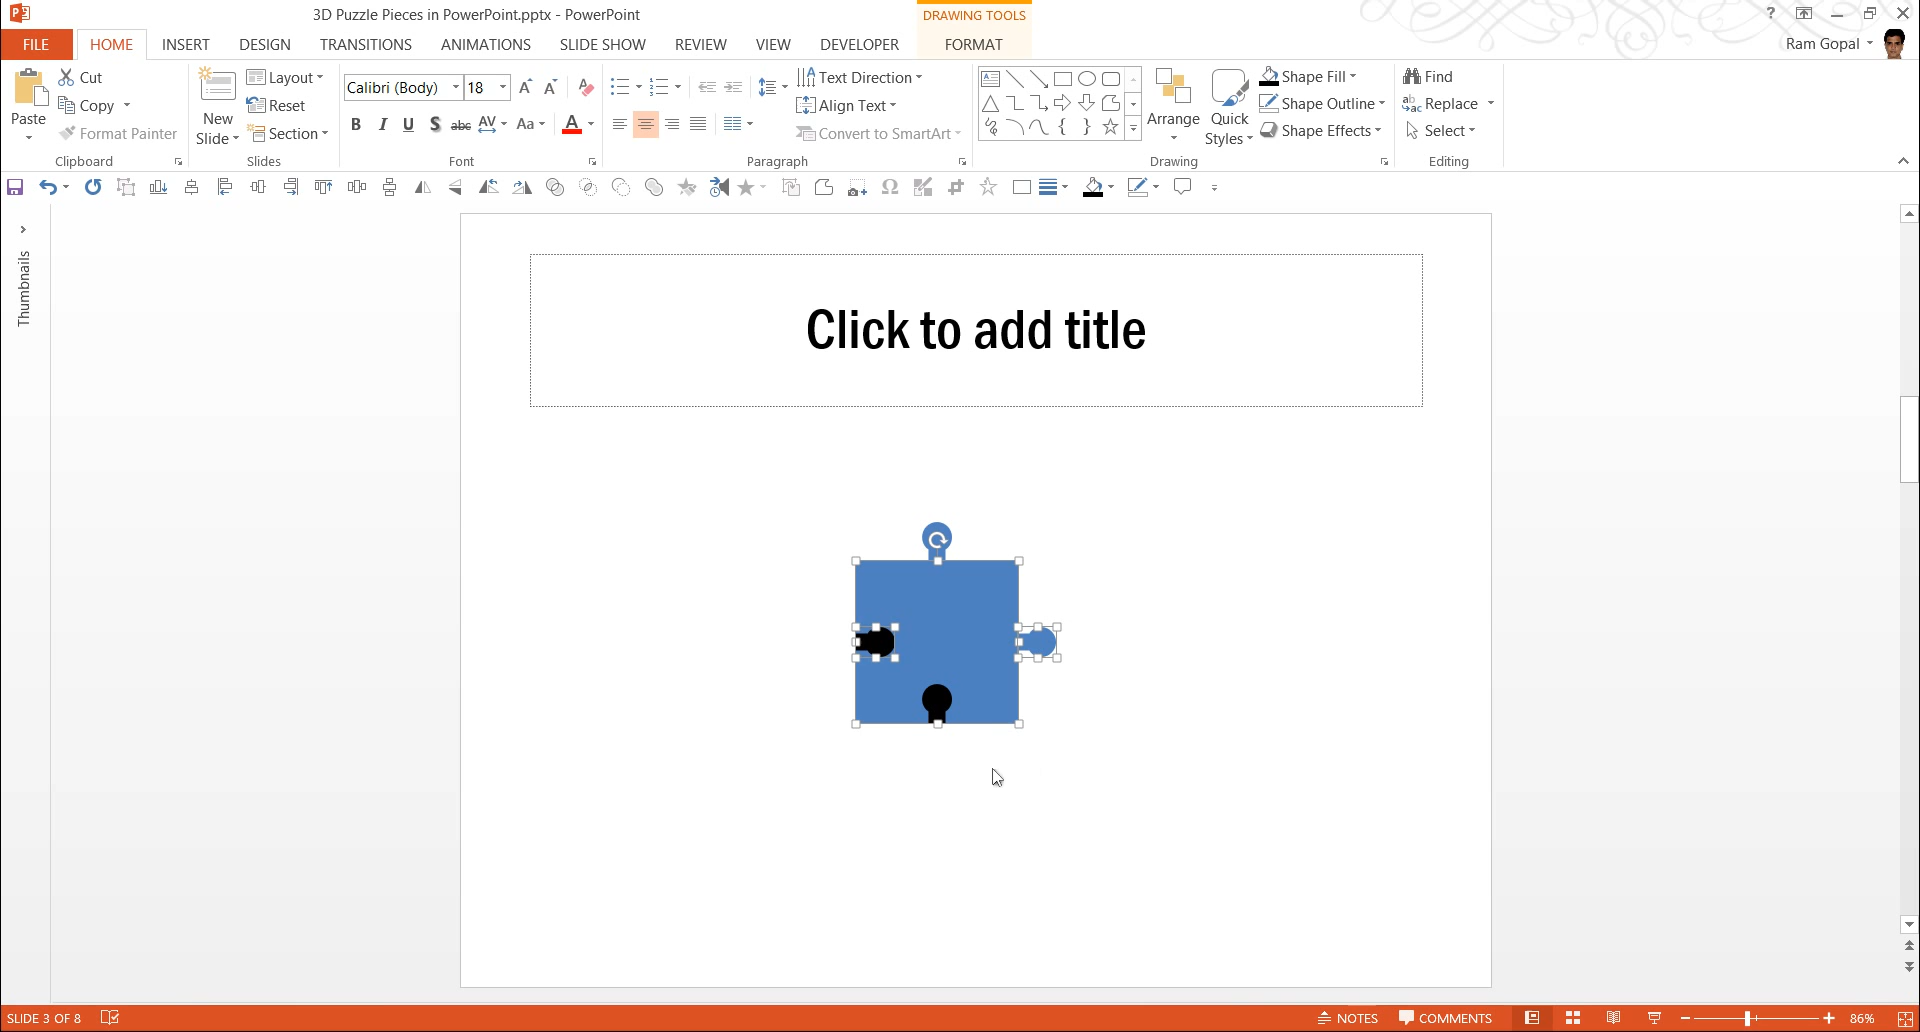 3D Puzzle Pieces in PowerPoint.pptx - PowerPoint
DRAWING TOOLS
FILE HOME INSERT DESIGN TRANSITIONS ANIMATIONS SLIDE SHOW REVIEW VIEW DEVELOPER FORMAT
Ram Gopal
Paste
Cut
Copy
Format Painter
Clipboard
New
Slide
Layout
Reset
Section
Slides
Calibri (Body) 18
B I U S abc AV Aa A
Font
Text Direction
Align Text
Convert to SmartArt
Paragraph
Arrange
Quick
Styles
Shape Fill
Shape Outline
Shape Effects
Drawing
Find
Replace
Select
Editing
Thumbnails
Click to add title
SLIDE 3 OF 8
NOTES COMMENTS 86%